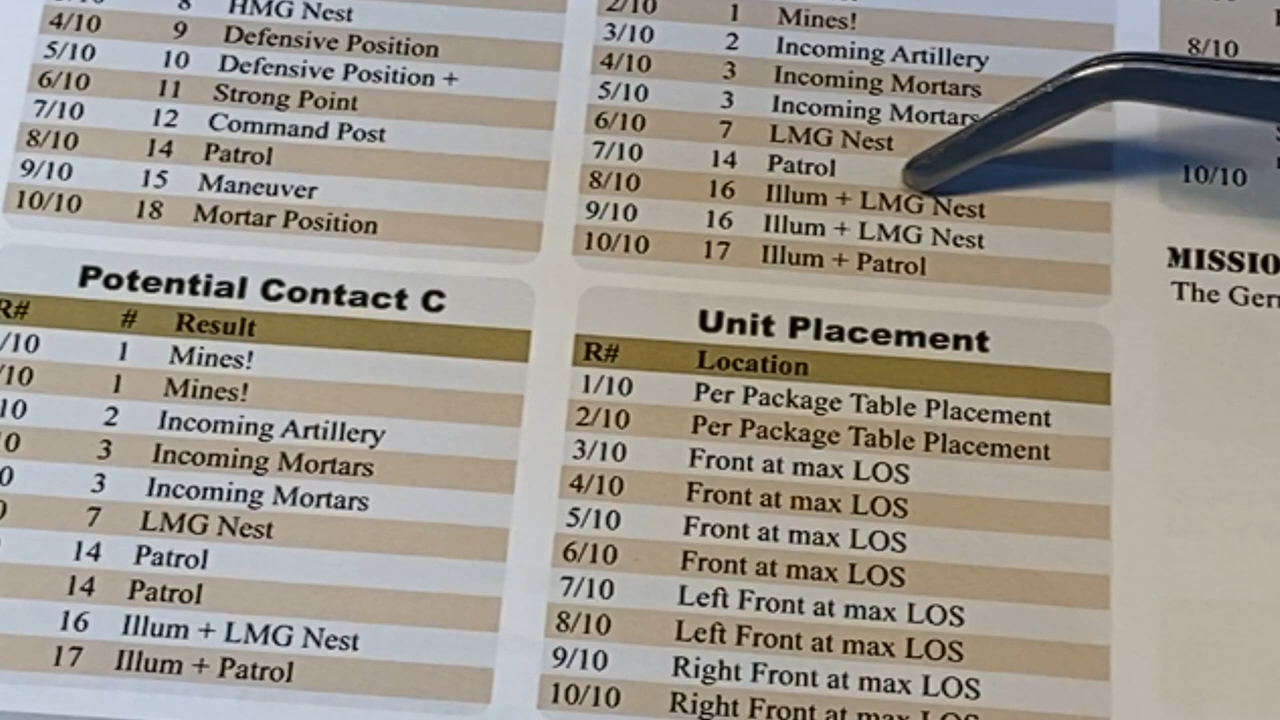 8 HMG Nest
4/10 9 Defensive Position
5/10 10 Defensive Position +
6/10 11 Strong Point
7/10 12 Command Post
8/10 14 Patrol
9/10 15 Maneuver
10/10 18 Mortar Position
2/10 1 Mines!
3/10 2 Incoming Artillery
4/10 3 Incoming Mortars
5/10 3 Incoming Mortars
6/10 7 LMG Nest
7/10 14 Patrol
8/10 16 Illum + LMG Nest
9/10 16 Illum + LMG Nest
10/10 17 Illum + Patrol
8/10
10/10
MISSIO
The Ger
Potential Contact C
R# # Result
/10 1 Mines!
/10 1 Mines!
10 2 Incoming Artillery
0 3 Incoming Mortars
0 3 Incoming Mortars
7 LMG Nest
14 Patrol
14 Patrol
16 Illum + LMG Nest
17 Illum + Patrol
Unit Placement
R# Location
1/10 Per Package Table Placement
2/10 Per Package Table Placement
3/10 Front at max LOS
4/10 Front at max LOS
5/10 Front at max LOS
6/10 Front at max LOS
7/10 Left Front at max LOS
8/10 Left Front at max LOS
9/10 Right Front at max LOS
10/10 Right Front at max LOS